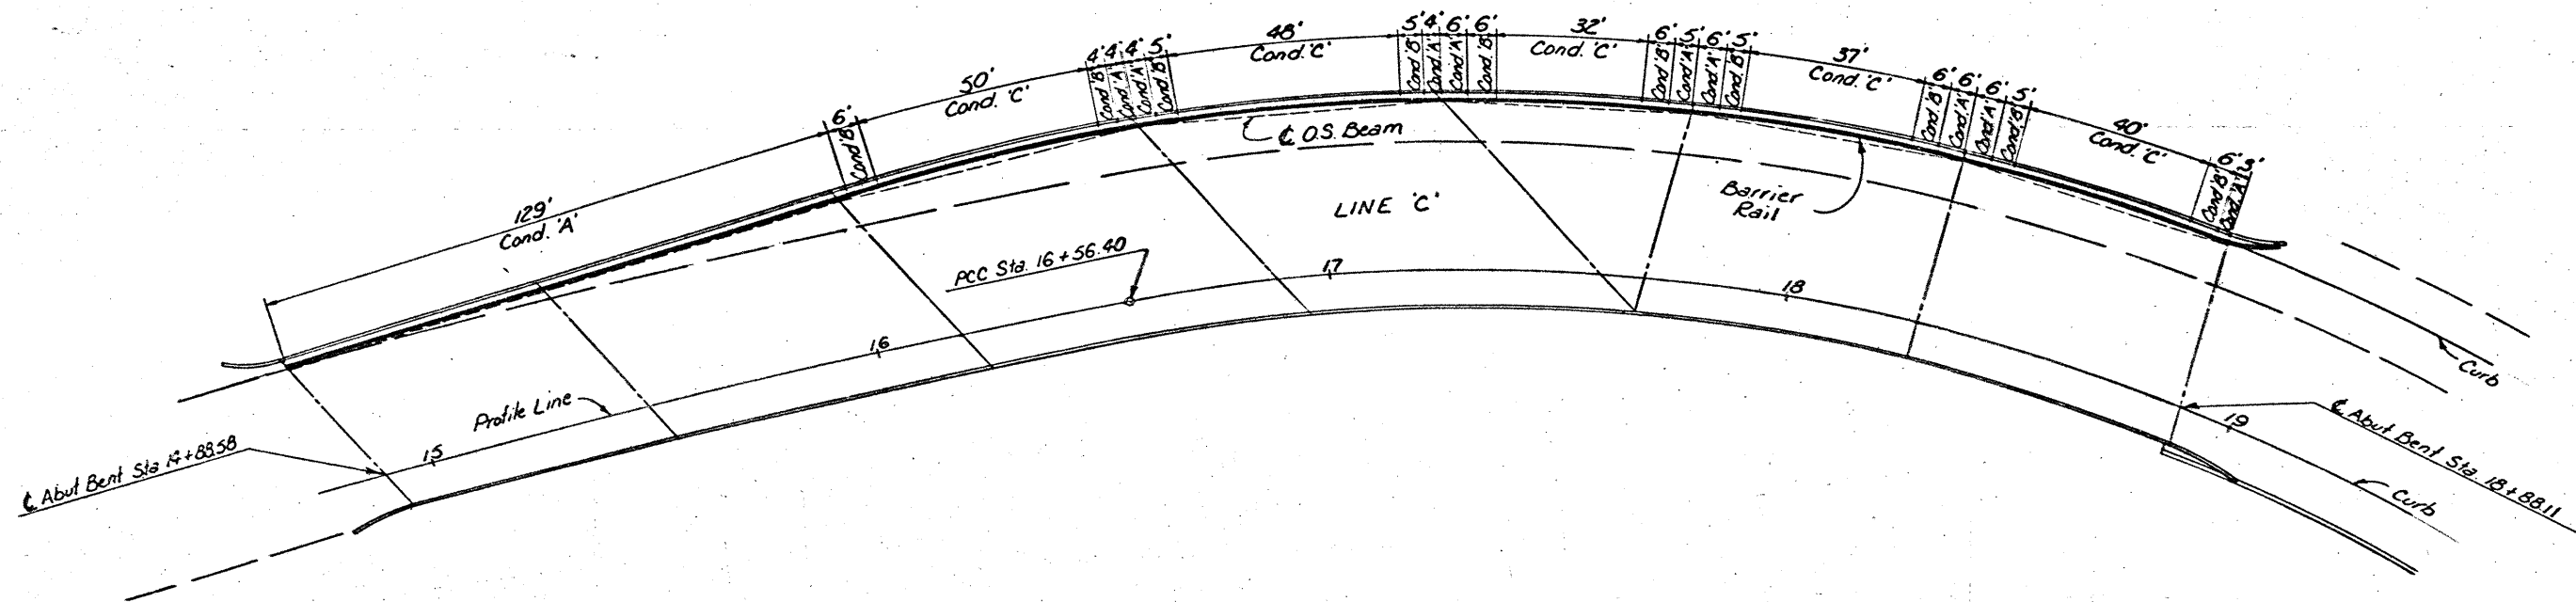 129'
Cond. 'A'
6'
Cond 'B'
50'
Cond. 'C'
4' 4' 4' 5'
Cond 'B'
Cond 'A'
Cond 'A'
Cond 'B'
48'
Cond. 'C'
5' 4' 6' 6'
Cond 'B'
Cond 'A'
Cond 'A'
Cond 'B'
32'
Cond. 'C'
6' 5' 6' 5'
Cond 'B'
Cond 'A'
Cond 'A'
Cond 'B'
37'
Cond. 'C'
6' 6' 6' 5'
Cond 'B'
Cond 'A'
Cond 'A'
Cond 'B'
40'
Cond. 'C'
6' 3'
Cond 'B'
Cond 'A'
℄ O.S. Beam
LINE 'C'
Barrier
Rail
PCC Sta. 16 + 56.40
Profile Line
15
16
17
18
19
℄ Abut Bent Sta 14 + 88.58
℄ Abut Bent Sta. 18 + 88.11
Curb
Curb